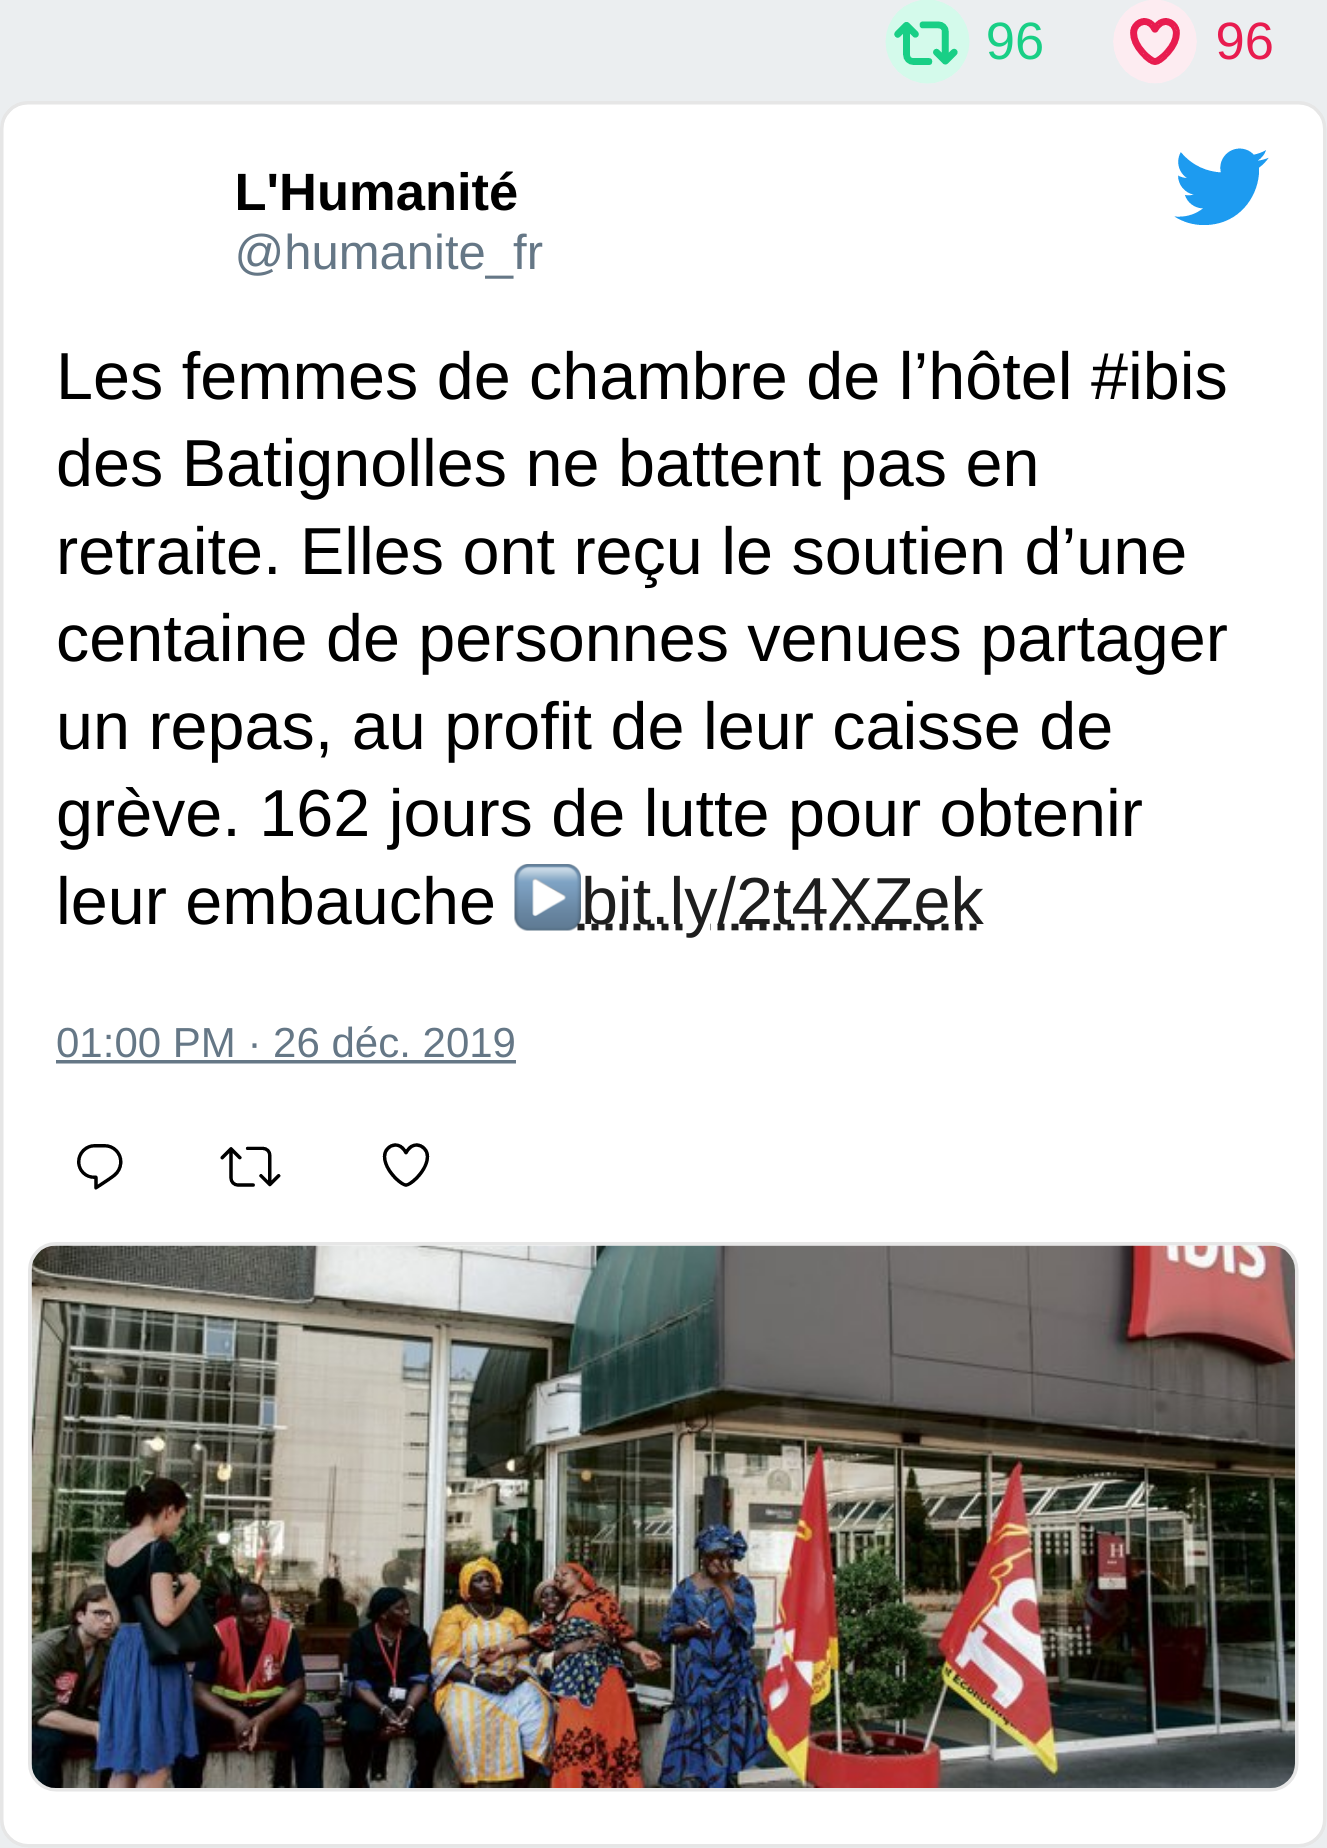 96 96
L'Humanité
@humanite_fr
Les femmes de chambre de l’hôtel #ibis
des Batignolles ne battent pas en
retraite. Elles ont reçu le soutien d’une
centaine de personnes venues partager
un repas, au profit de leur caisse de
grève. 162 jours de lutte pour obtenir
leur embauche ▶️bit.ly/2t4XZek
01:00 PM · 26 déc. 2019
ibis
H